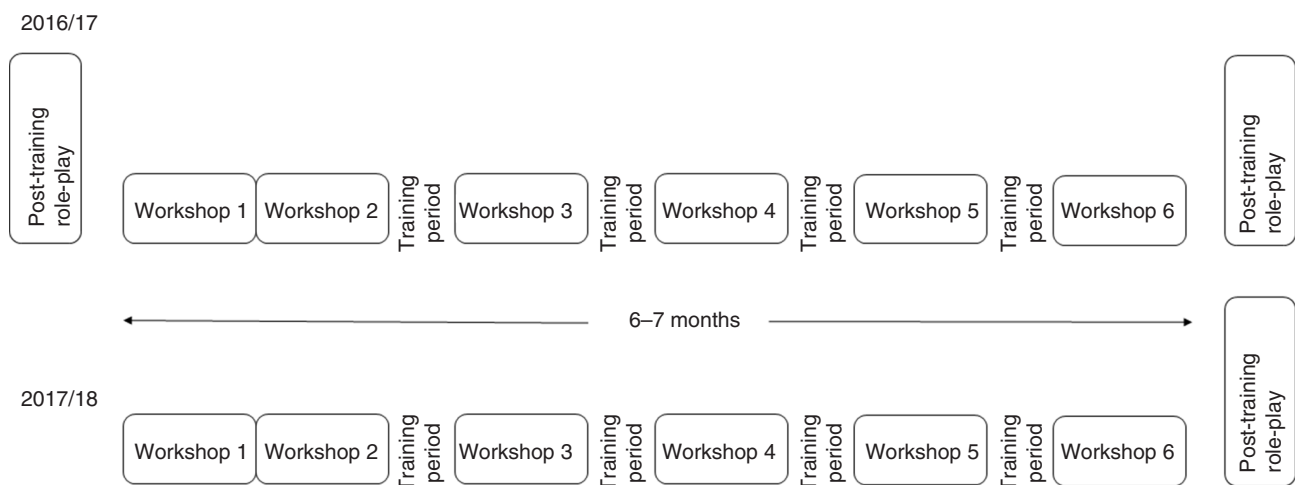 2016/17
Post-training
role-play
Workshop 1
Workshop 2
Training
period
Workshop 3
Training
period
Workshop 4
Training
period
Workshop 5
Training
period
Workshop 6
Post-training
role-play
6–7 months
2017/18
Workshop 1
Workshop 2
Training
period
Workshop 3
Training
period
Workshop 4
Training
period
Workshop 5
Training
period
Workshop 6
Post-training
role-play